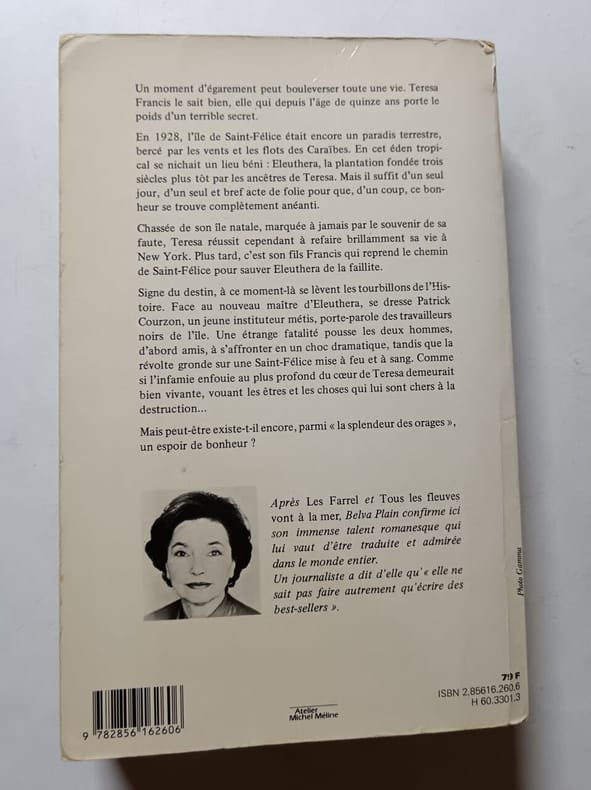 Un moment d'égarement peut bouleverser toute une vie. Teresa
Francis le sait bien, elle qui depuis l'âge de quinze ans porte le
poids d'un terrible secret.
En 1928, l'île de Saint-Félice était encore un paradis terrestre,
bercé par les vents et les flots des Caraïbes. En cet éden tropi-
cal se nichait un lieu béni : Eleuthera, la plantation fondée trois
siècles plus tôt par les ancêtres de Teresa. Mais il suffit d'un seul
jour, d'un seul et bref acte de folie pour que, d'un coup, ce bon-
heur se trouve complètement anéanti.
Chassée de son île natale, marquée à jamais par le souvenir de sa
faute, Teresa réussit cependant à refaire brillamment sa vie à
New York. Plus tard, c'est son fils Francis qui reprend le chemin
de Saint-Félice pour sauver Eleuthera de la faillite.
Signe du destin, à ce moment-là se lèvent les tourbillons de l'His-
toire. Face au nouveau maître d'Eleuthera, se dresse Patrick
Courzon, un jeune instituteur métis, porte-parole des travailleurs
noirs de l'île. Une étrange fatalité pousse les deux hommes,
d'abord amis, à s'affronter en un choc dramatique, tandis que la
révolte gronde sur une Saint-Félice mise à feu et à sang. Comme
si l'infamie enfouie au plus profond du cœur de Teresa demeurait
bien vivante, vouant les êtres et les choses qui lui sont chers à la
destruction...
Mais peut-être existe-t-il encore, parmi « la splendeur des orages »,
un espoir de bonheur ?
Après Les Farrel et Tous les fleuves
vont à la mer, Belva Plain confirme ici
son immense talent romanesque qui
lui vaut d'être traduite et admirée
dans le monde entier.
Un journaliste a dit d'elle qu'« elle ne
sait pas faire autrement qu'écrire des
best-sellers ».
Photo Gamma
79 F
ISBN 2.85616.260.6
H 60.3301.3
Atelier
Michel Méline
9 782856 162606